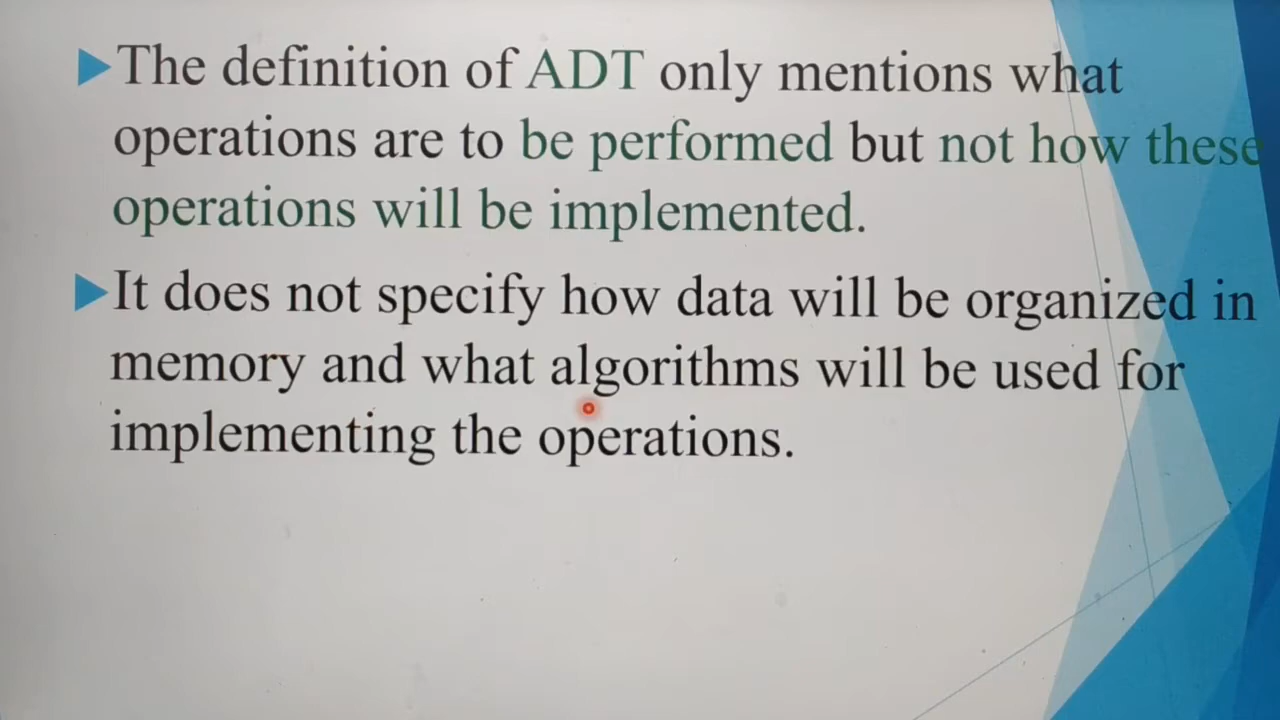 The definition of ADT only mentions what
operations are to be performed but not how these
operations will be implemented.
It does not specify how data will be organized in
memory and what algorithms will be used for
implementing the operations.